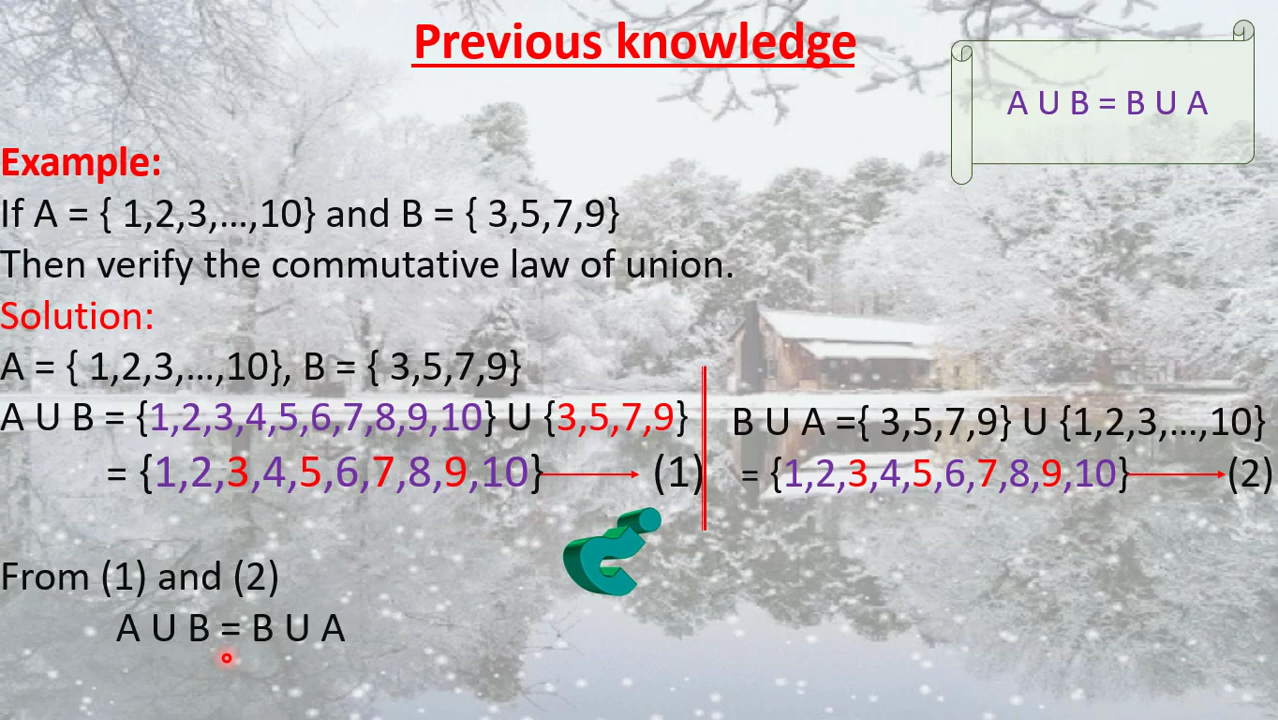 Previous knowledge
A U B = B U A
Example:
If A = { 1,2,3,...,10} and B = { 3,5,7,9}
Then verify the commutative law of union.
Solution:
A = { 1,2,3,...,10}, B = { 3,5,7,9}
A U B = {1,2,3,4,5,6,7,8,9,10} U {3,5,7,9}
= {1,2,3,4,5,6,7,8,9,10} (1)
B U A ={ 3,5,7,9} U {1,2,3,...,10}
= {1,2,3,4,5,6,7,8,9,10} (2)
From (1) and (2)
A U B = B U A